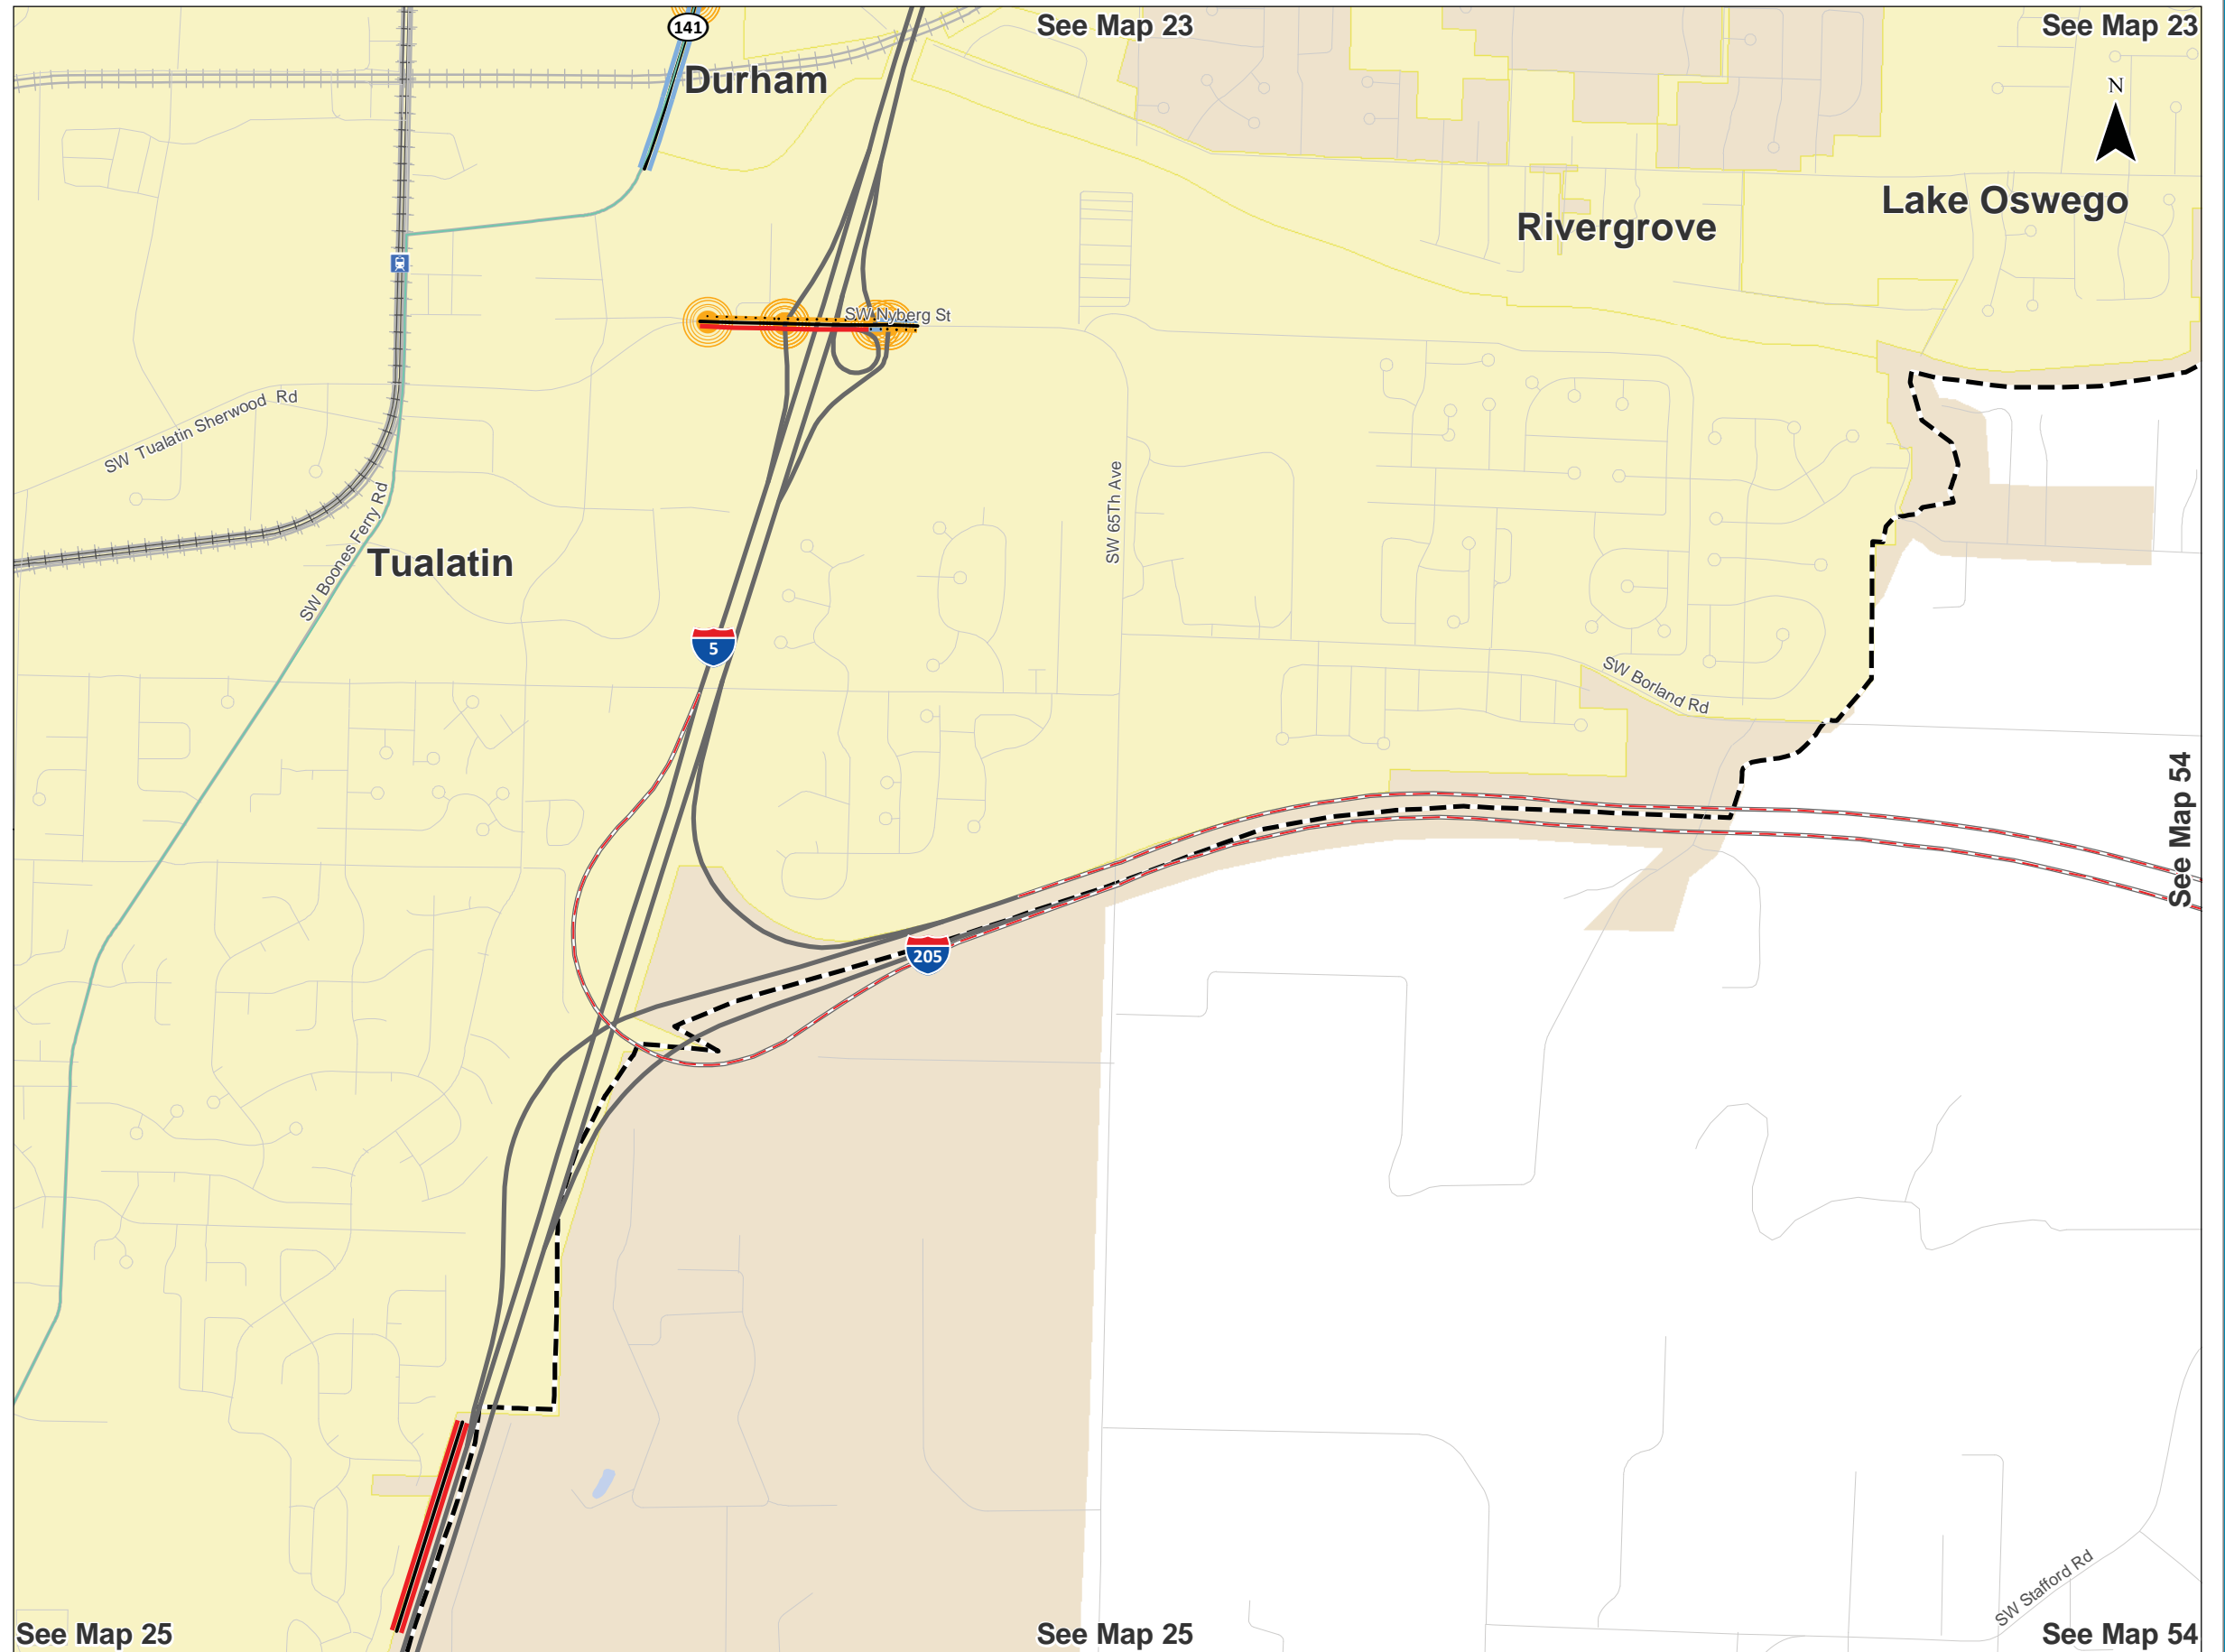 See Map 23
See Map 23
141
Durham
N
Lake Oswego
Rivergrove
SW Nyberg St
SW Tualatin Sherwood Rd
SW Boones Ferry Rd
SW 65Th Ave
Tualatin
5
SW Borland Rd
See Map 54
205
SW Stafford Rd
See Map 25
See Map 25
See Map 54